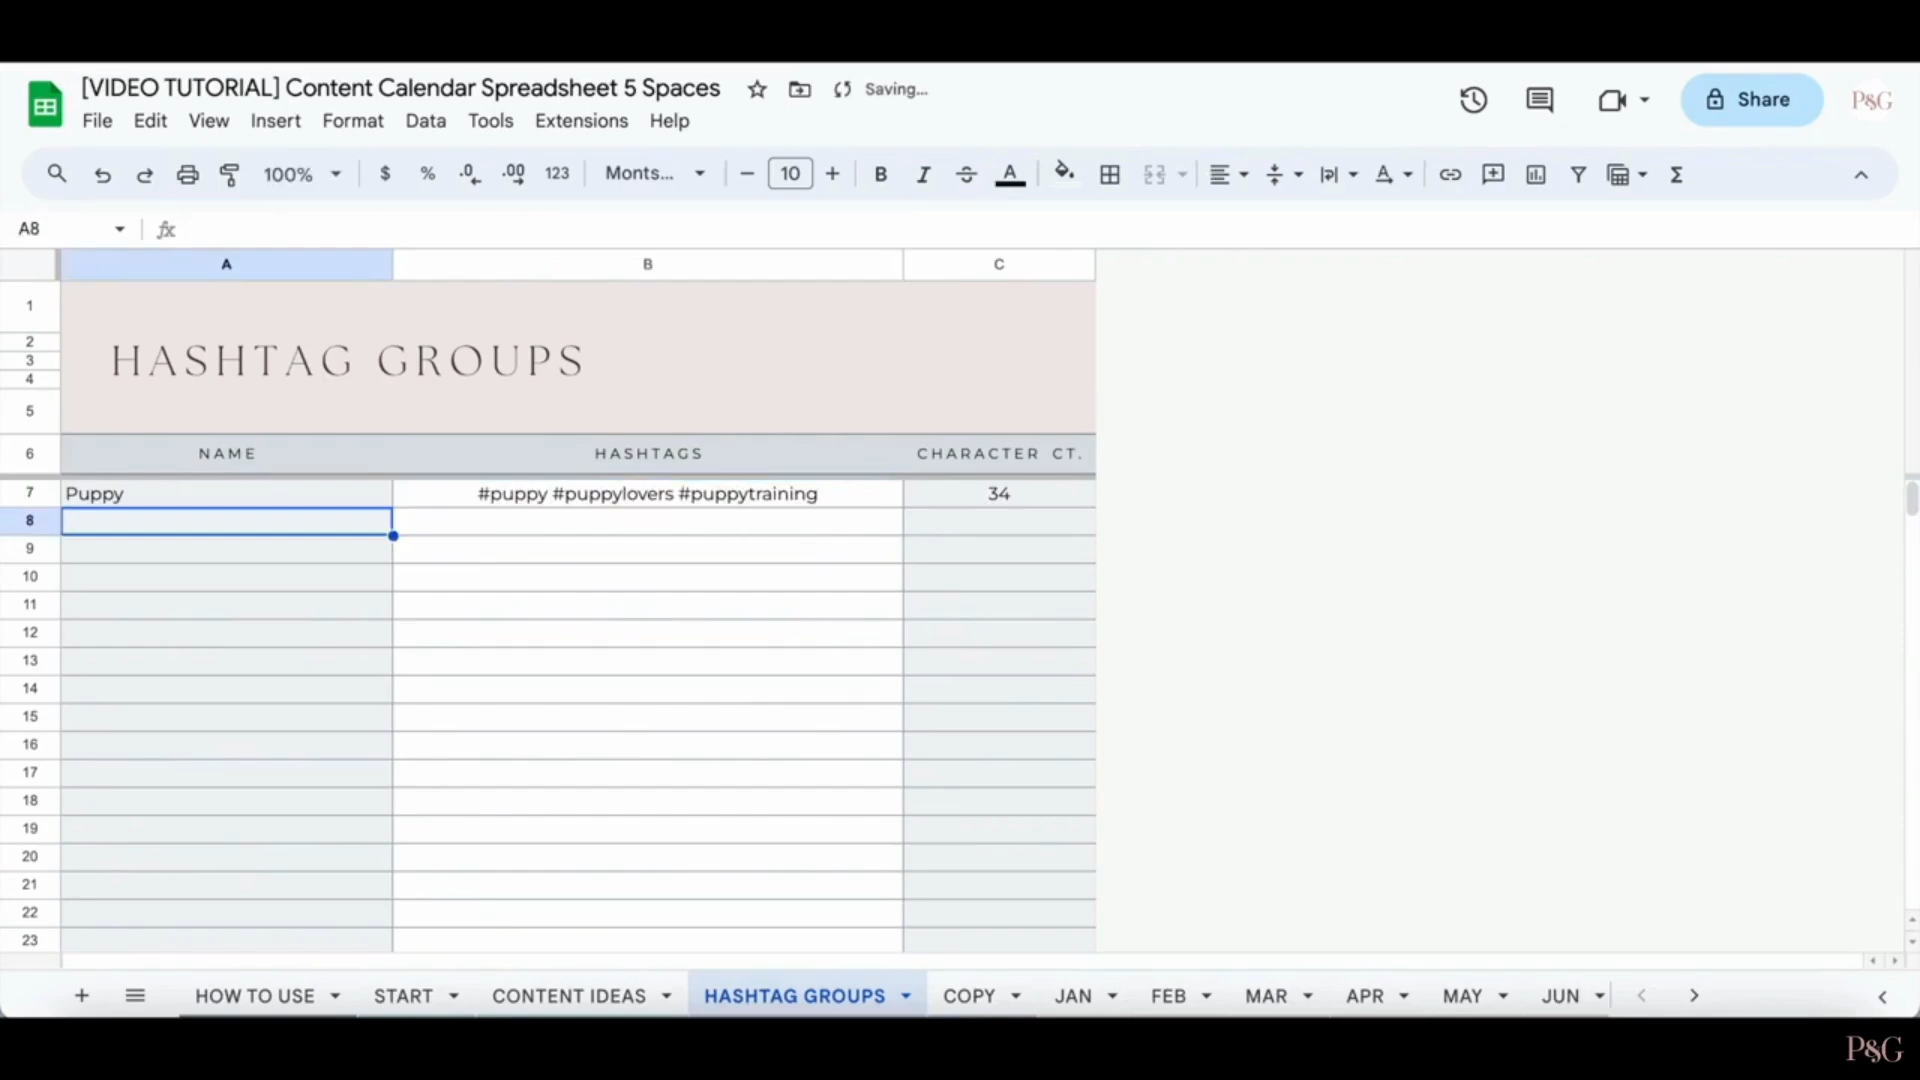 [VIDEO TUTORIAL] Content Calendar Spreadsheet 5 Spaces Saving...
File Edit View Insert Format Data Tools Extensions Help
Share
P&G
100% $ % .0 .00 123 Monts... 10 B I A
A8 fx
A B C
1
2
HASHTAG GROUPS
3
4
5
6 NAME HASHTAGS CHARACTER CT.
7 Puppy #puppy #puppylovers #puppytraining 34
8
9
10
11
12
13
14
15
16
17
18
19
20
21
22
23
HOW TO USE START CONTENT IDEAS HASHTAG GROUPS COPY JAN FEB MAR APR MAY JUN
P&G